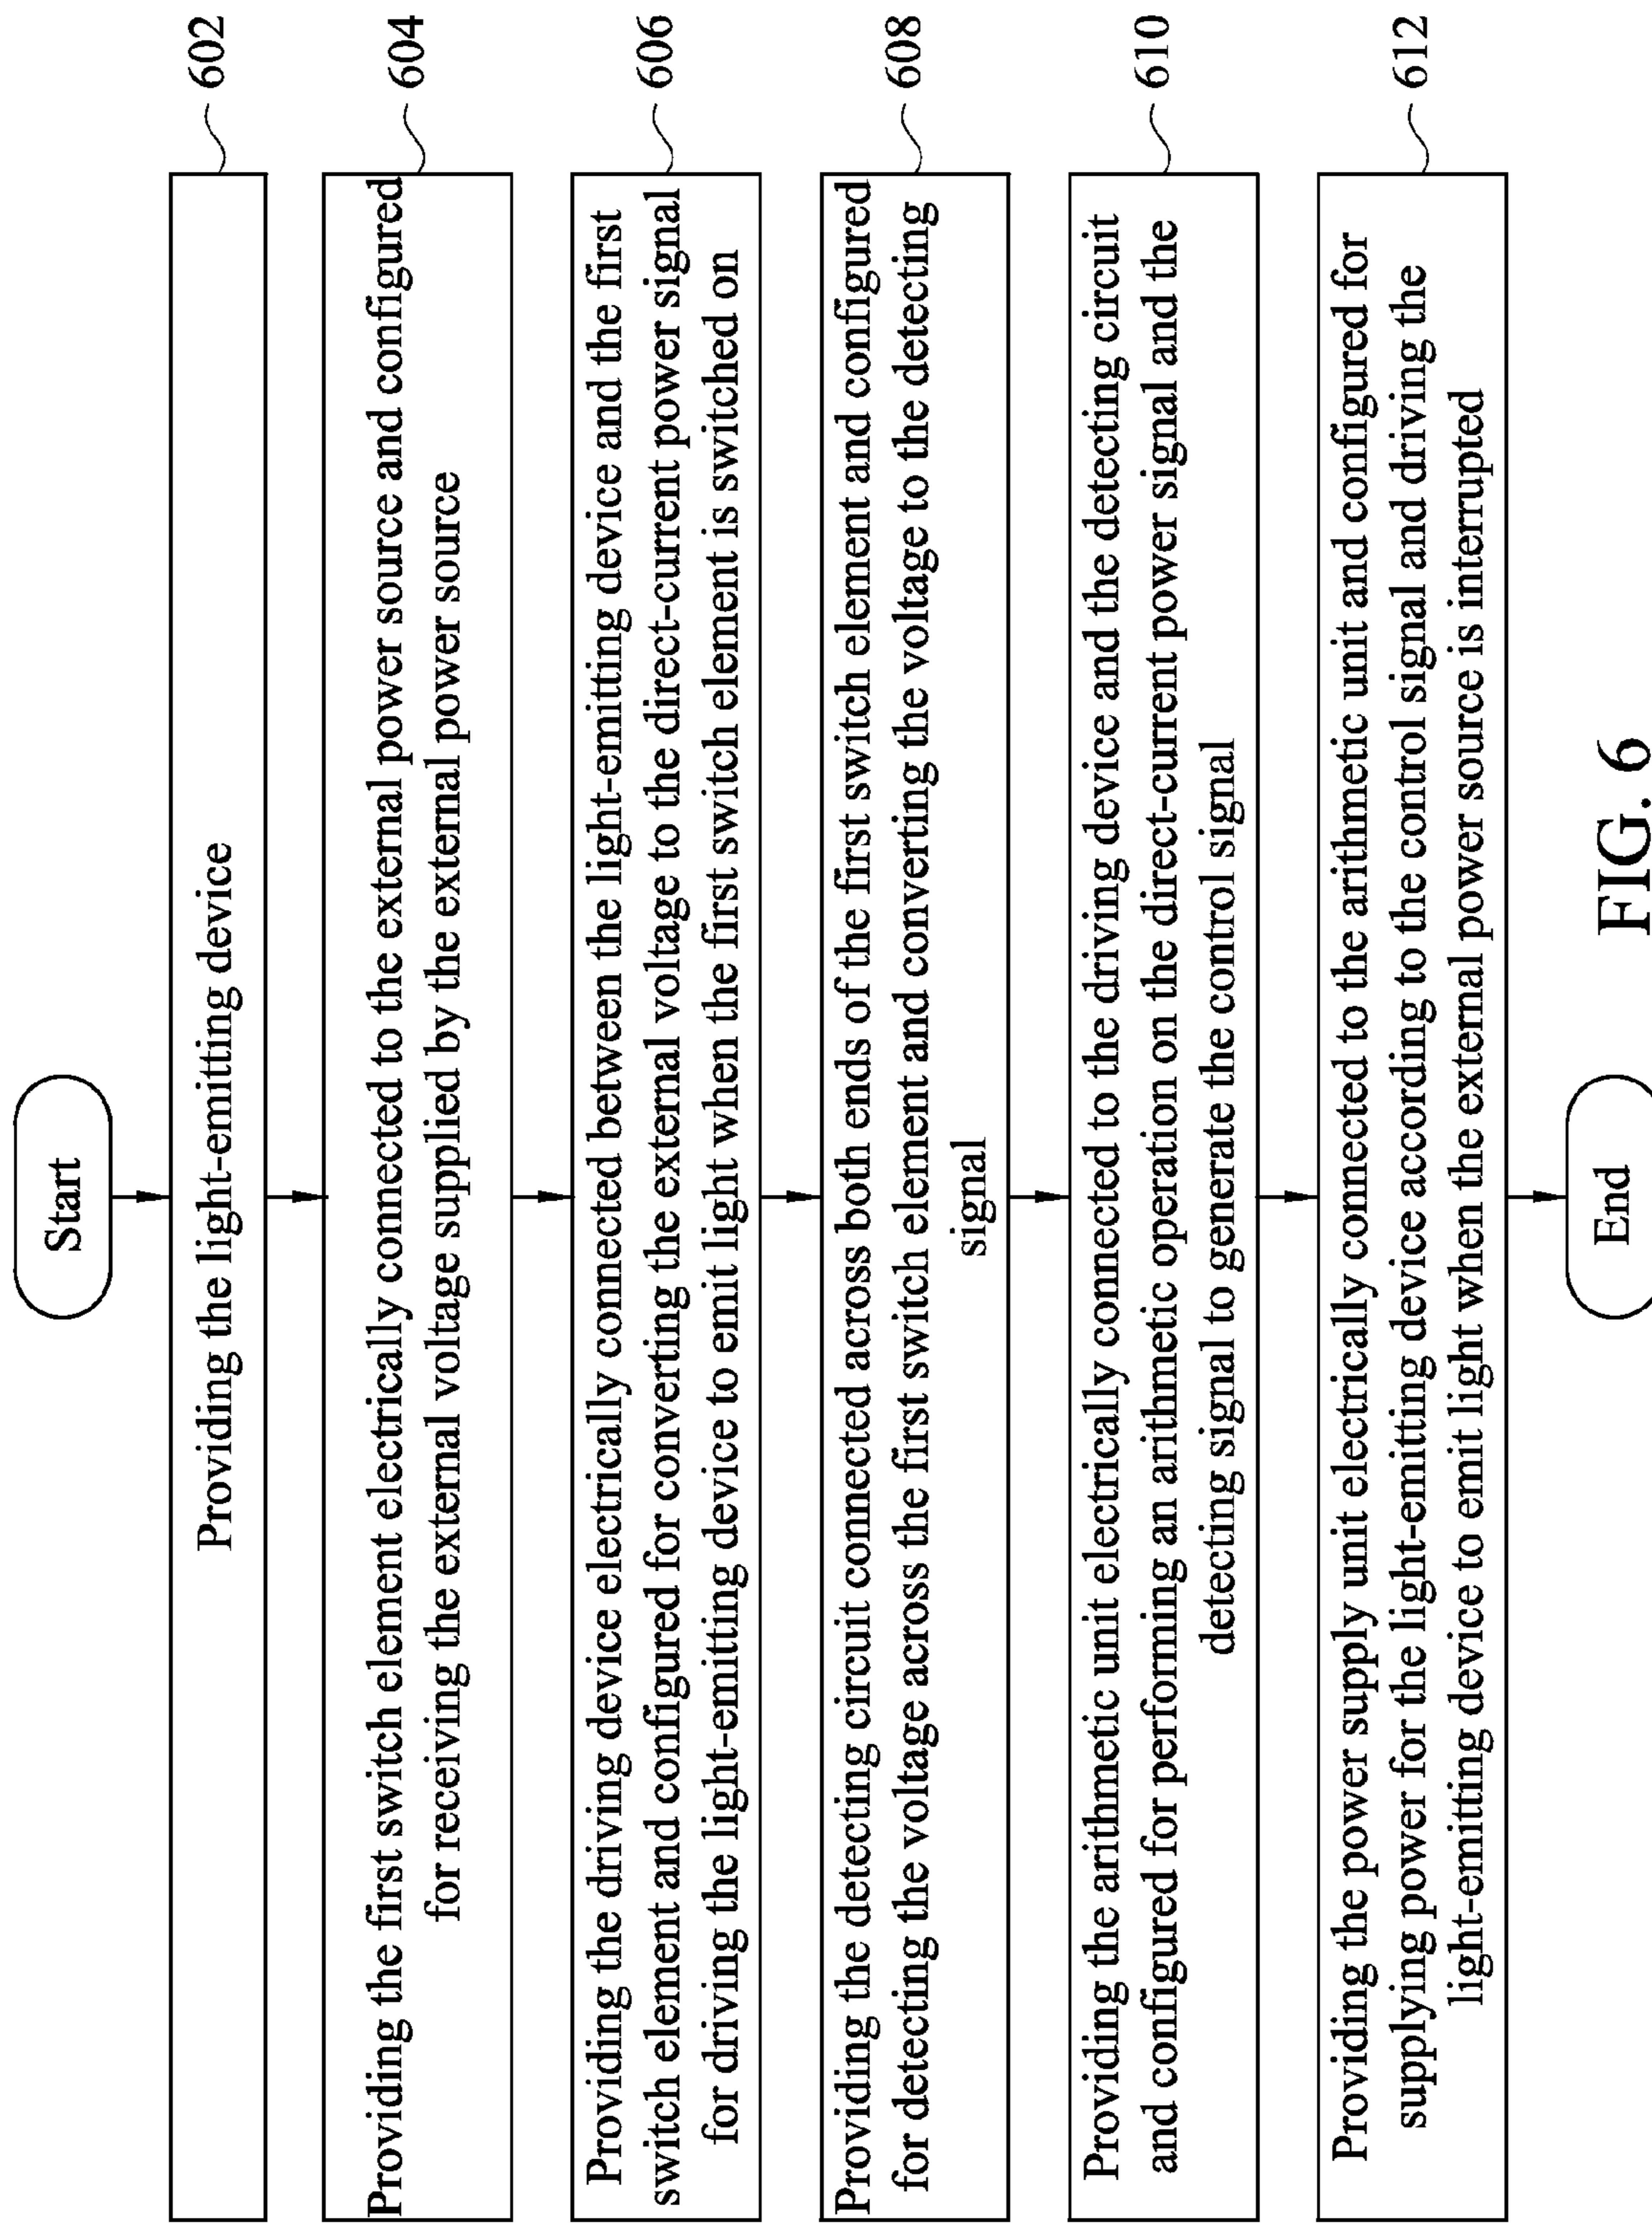 Start
Providing the light-emitting device
602
Providing the first switch element electrically connected to the external power source and configured
for receiving the external voltage supplied by the external power source
604
Providing the driving device electrically connected between the light-emitting device and the first
switch element and configured for converting the external voltage to the direct-current power signal
for driving the light-emitting device to emit light when the first switch element is switched on
606
Providing the detecting circuit connected across both ends of the first switch element and configured
for detecting the voltage across the first switch element and converting the voltage to the detecting
signal
608
Providing the arithmetic unit electrically connected to the driving device and the detecting circuit
and configured for performing an arithmetic operation on the direct-current power signal and the
detecting signal to generate the control signal
610
Providing the power supply unit electrically connected to the arithmetic unit and configured for
supplying power for the light-emitting device according to the control signal and driving the
light-emitting device to emit light when the external power source is interrupted
612
End
FIG. 6